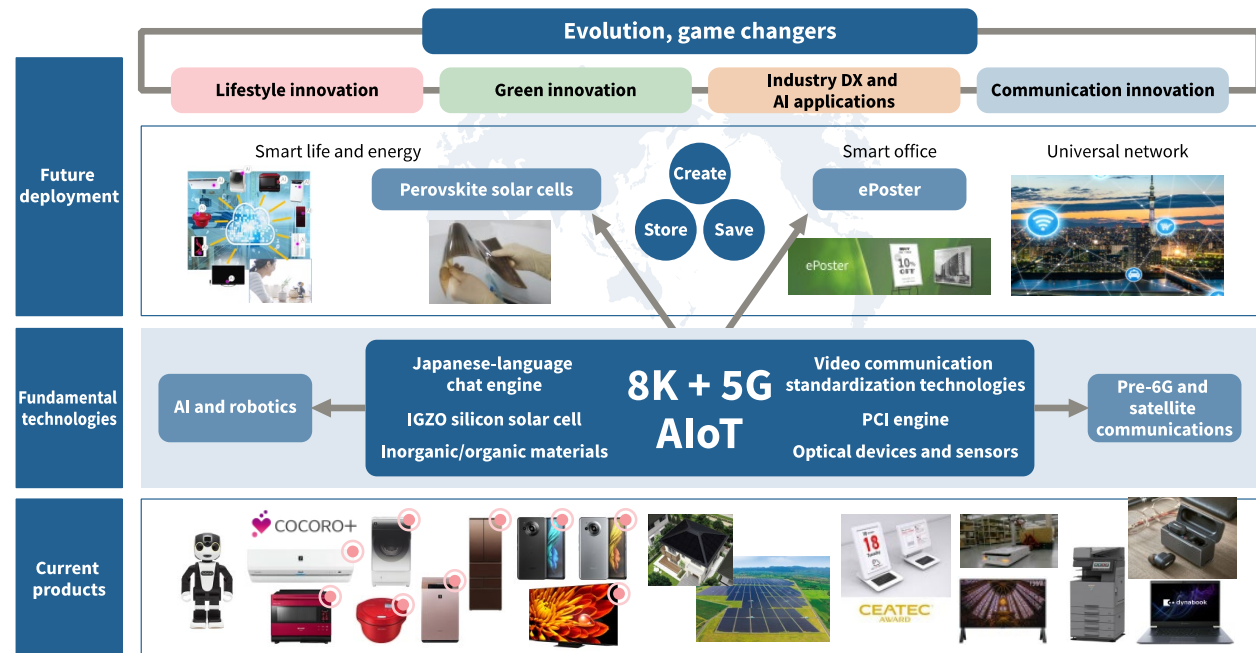 Evolution, game changers
Lifestyle innovation
Green innovation
Industry DX and
AI applications
Communication innovation
Future
deployment
Smart life and energy
Perovskite solar cells
Create
Store
Save
Smart office
ePoster
ePoster
10%
OFF
Universal network
Fundamental
technologies
AI and robotics
Japanese-language
chat engine
IGZO silicon solar cell
Inorganic/organic materials
8K + 5G
AIoT
Video communication
standardization technologies
PCI engine
Optical devices and sensors
Pre-6G and
satellite
communications
Current
products
COCORO+
18
Tuesday
CEATEC
AWARD
dynabook